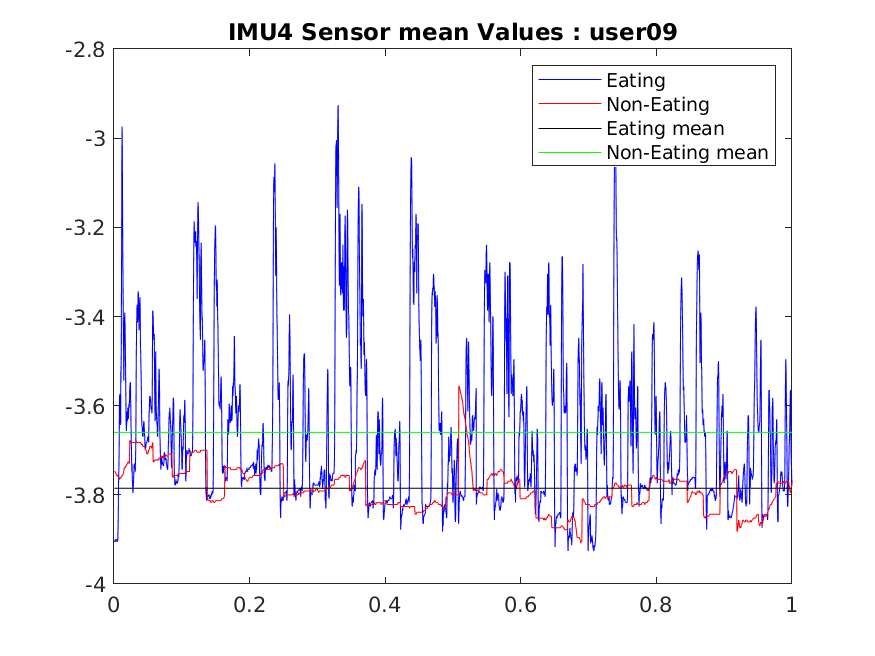 IMU4 Sensor mean Values : user09
Eating
Non-Eating
Eating mean
Non-Eating mean
-2.8
-3
-3.2
-3.4
-3.6
-3.8
-4
0 0.2 0.4 0.6 0.8 1